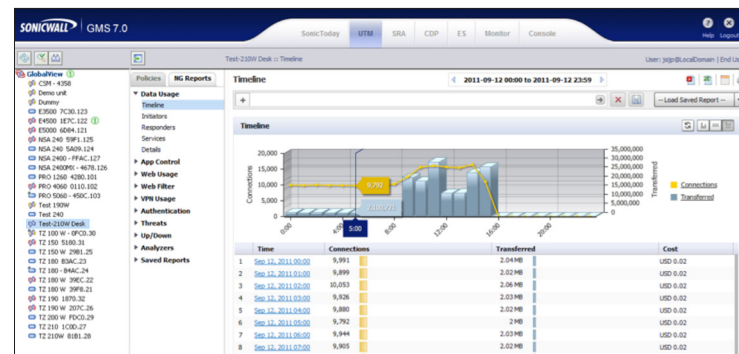 SONICWALL GMS 7.0
SonicToday UTM SRA CDP ES Monitor Console
Help Logout
Test-210W Desk :: Timeline
User: jsjp@LocalDomain | End Us
GlobalView
CSM - 4358
Demo unit
Dummy
E3500 7C30.123
E4500 1E7C.122
E5000 6D84.121
NSA 240 59F1.125
NSA 240 5A09.124
NSA 2400 - FFAC.127
NSA 2400MX - 4678.126
PRO 1260 4280.101
PRO 4060 0110.102
PRO 5060 - 450C.103
Test 190W
Test 240
Test-210W Desk
TZ 100 W - 0FC0.30
TZ 150 5180.31
TZ 150 W 2981.25
TZ 180 B3AC.23
TZ 180 - B4AC.24
TZ 180 W 39EC.22
TZ 180 W 39F8.21
TZ 190 1870.32
TZ 190 W 207C.26
TZ 200 W FDC0.29
TZ 210 1C0D.27
TZ 210W 81B1.28
Policies NG Reports
Data Usage
Timeline
Initiators
Responders
Services
Details
App Control
Web Usage
Web Filter
VPN Usage
Authentication
Threats
Up/Down
Analyzers
Saved Reports
Timeline
2011-09-12 00:00 to 2011-09-12 23:59
-- Load Saved Report --
Timeline
Connections
20,000
15,000
10,000
5,000
0
9,792
5:00
0:00 4:00 8:00 12:00 16:00 20:00
35,000,000
30,000,000
25,000,000
20,000,000
15,000,000
10,000,000
5,000,000
0
Transferred
Connections
Transferred
Time Connections Transferred Cost
1 Sep 12, 2011 00:00 9,991 2.04 MB USD 0.02
2 Sep 12, 2011 01:00 9,899 2.02 MB USD 0.02
3 Sep 12, 2011 02:00 10,053 2.06 MB USD 0.02
4 Sep 12, 2011 03:00 9,926 2.03 MB USD 0.02
5 Sep 12, 2011 04:00 9,880 2.02 MB USD 0.02
6 Sep 12, 2011 05:00 9,792 2 MB USD 0.02
7 Sep 12, 2011 06:00 9,944 2.03 MB USD 0.02
8 Sep 12, 2011 07:00 9,905 2.02 MB USD 0.02